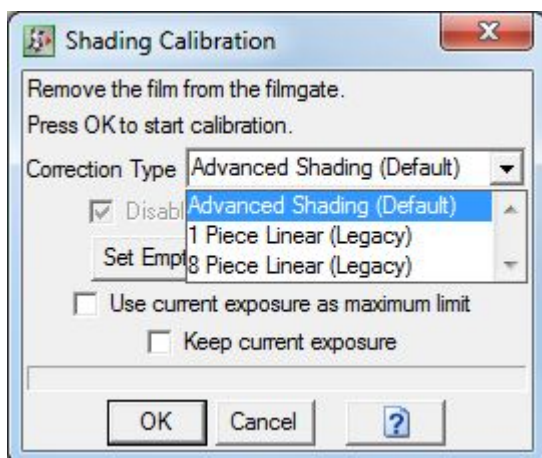 Shading Calibration
Remove the film from the filmgate.
Press OK to start calibration.
Correction Type Advanced Shading (Default)
Advanced Shading (Default)
1 Piece Linear (Legacy)
8 Piece Linear (Legacy)
Use current exposure as maximum limit
Keep current exposure
OK Cancel ?